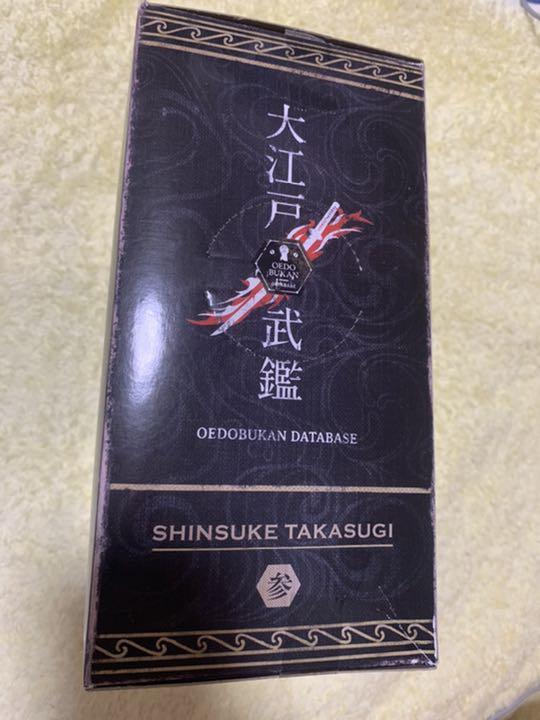 大江戸武鑑
OEDO
BUKAN
DATABASE
OEDOBUKAN DATABASE
SHINSUKE TAKASUGI
参